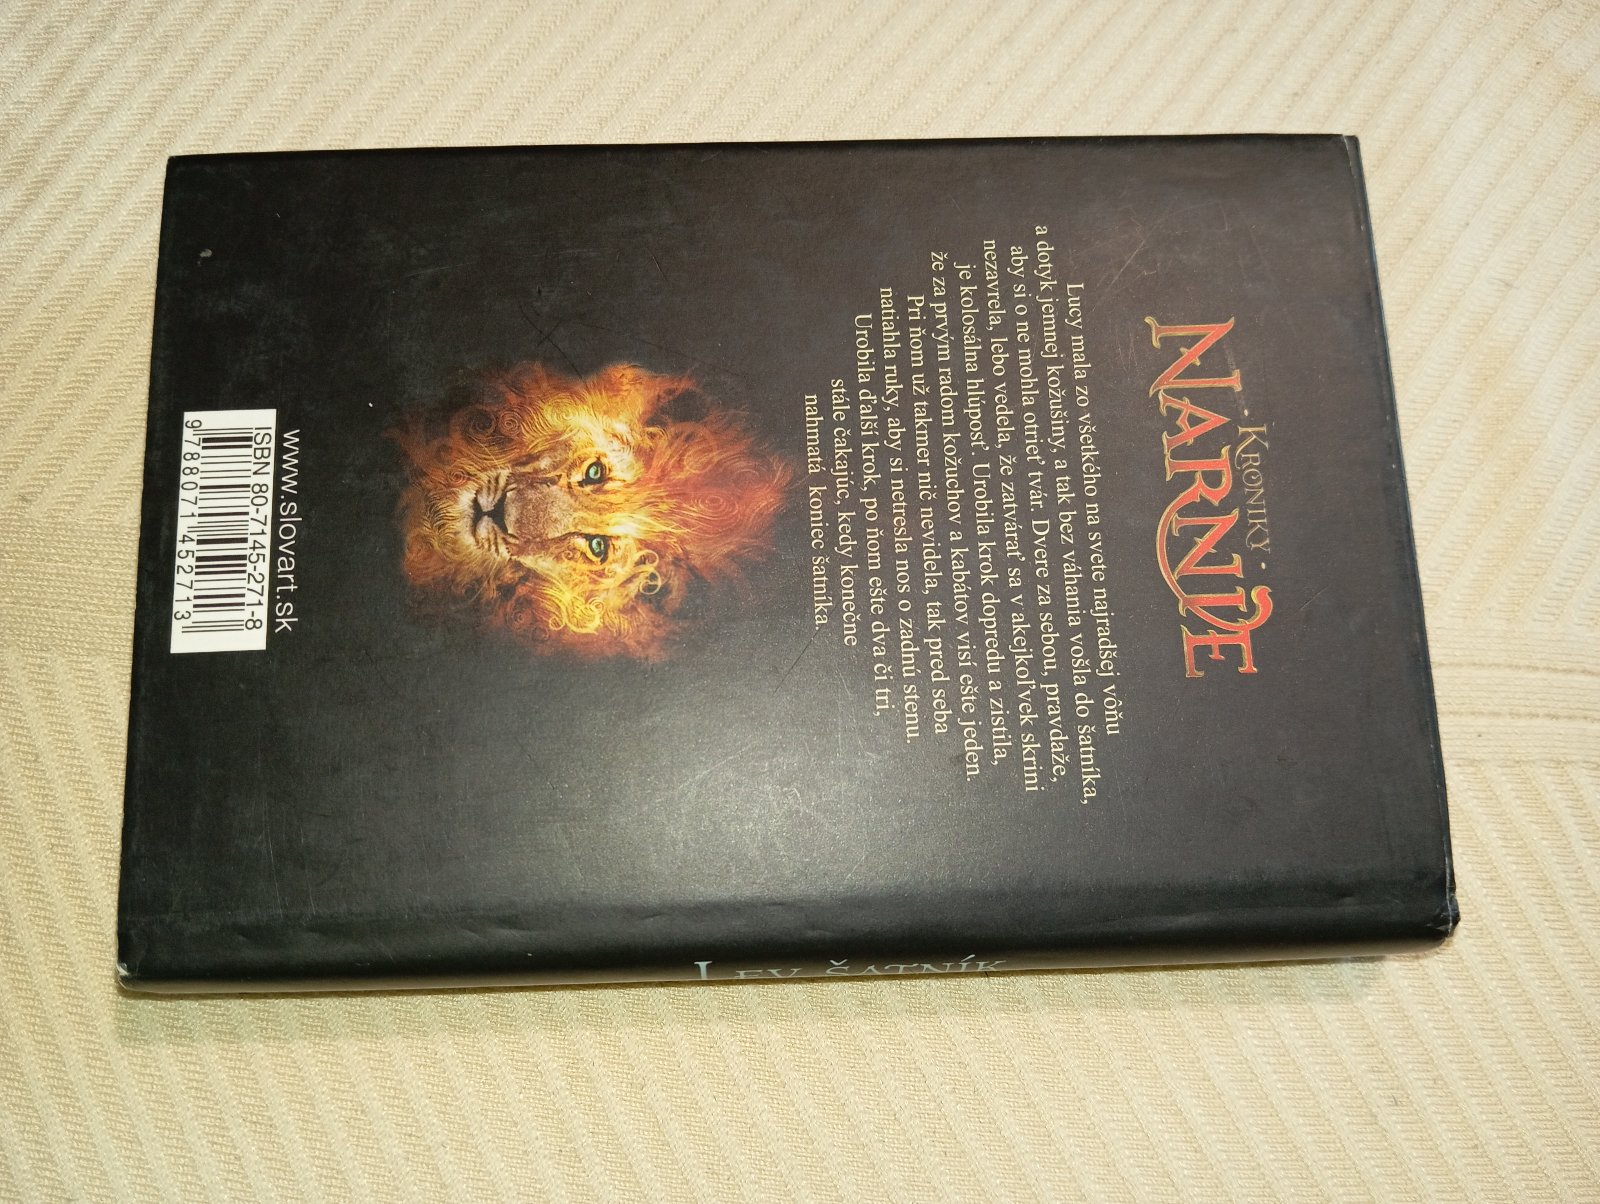 · KRONIKY ·
NARNIE
Lucy mala zo všetkého na svete najradšej vôňu
a dotyk jemnej kožušiny, a tak bez váhania vošla do šatníka,
aby si o ne mohla otrieť tvár. Dvere za sebou, pravdaže,
nezavrela, lebo vedela, že zatvárať sa v akejkoľvek skrini
je kolosálna hlúposť. Urobila krok dopredu a zistila,
že za prvým radom kožuchov a kabátov visí ešte jeden.
Pri ňom už takmer nič nevidela, tak pred seba
natiahla ruky, aby si netresla nos o zadnú stenu.
Urobila ďalší krok, po ňom ešte dva či tri,
stále čakajúc, kedy konečne
nahmatá koniec šatníka.
www.slovart.sk
ISBN 80-7145-271-8
9788071452713
LEV, ŠATNÍK